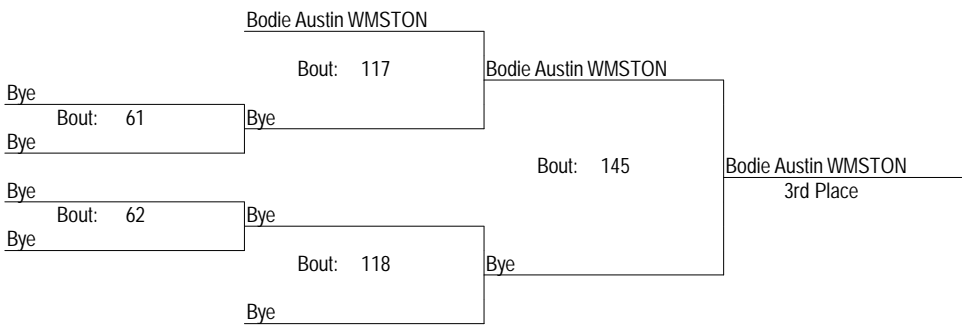 Bodie Austin WMSTON
Bout: 117
Bodie Austin WMSTON
Bye
Bout: 61
Bye
Bye
Bout: 145
Bodie Austin WMSTON
3rd Place
Bye
Bout: 62
Bye
Bye
Bout: 118
Bye
Bye